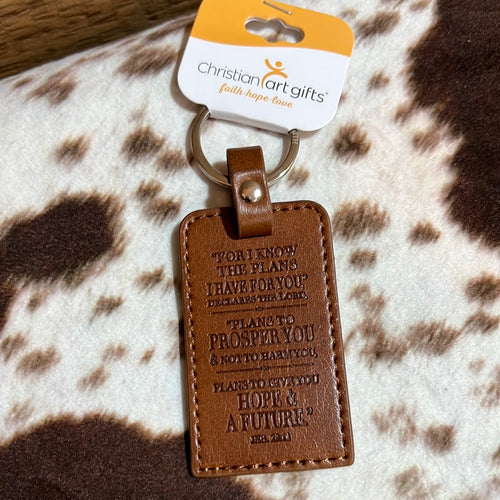 Christian art gifts®
faith·hope·love
"FOR I KNOW
THE PLANS
I HAVE FOR YOU"
DECLARES THE LORD,
"PLANS TO
PROSPER YOU
& NOT TO HARM YOU,
PLANS TO GIVE YOU
HOPE &
A FUTURE."
JER. 29:11